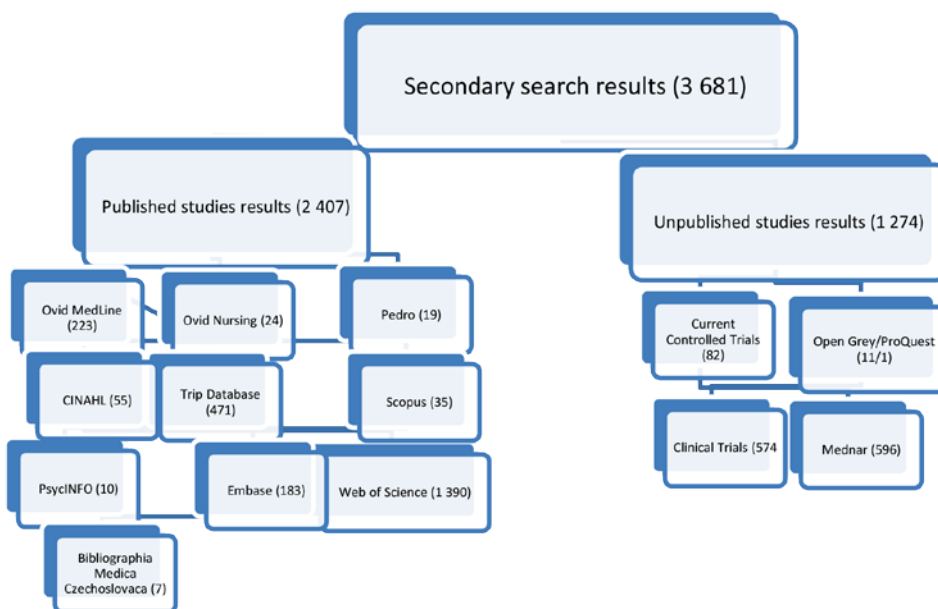 Secondary search results (3 681)
Published studies results (2 407)
Unpublished studies results (1 274)
Ovid MedLine
(223)
Ovid Nursing (24)
Pedro (19)
Current
Controlled Trials
(82)
Open Grey/ProQuest
(11/1)
CINAHL (55)
Trip Database
(471)
Scopus (35)
Clinical Trials (574
Mednar (596)
PsycINFO (10)
Embase (183)
Web of Science (1 390)
Bibliographia
Medica
Czechoslovaca (7)